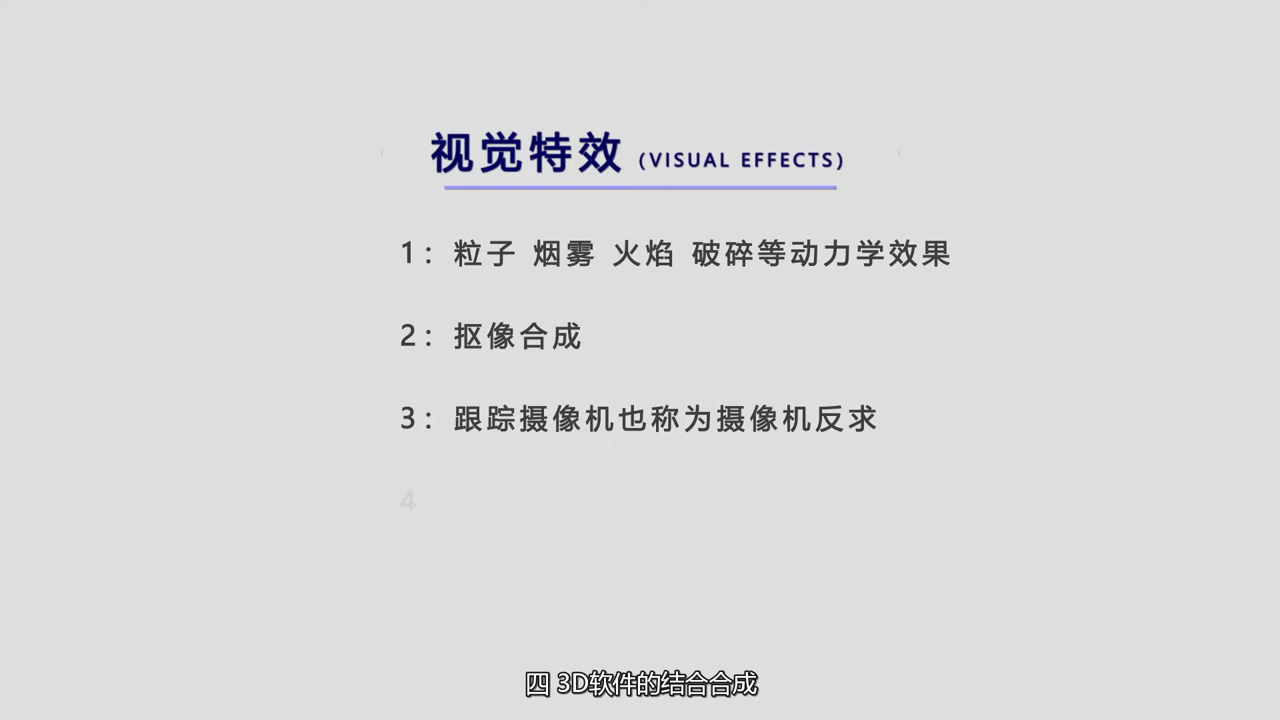 视觉特效 (VISUAL EFFECTS)
1：粒子 烟雾 火焰 破碎等动力学效果
2：抠像合成
3：跟踪摄像机也称为摄像机反求
4
四 3D软件的结合合成